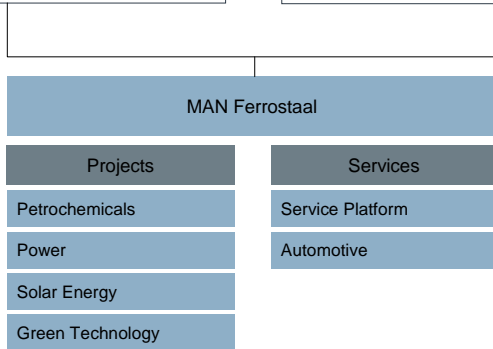 MAN Ferrostaal
Projects
Services
Petrochemicals
Service Platform
Power
Automotive
Solar Energy
Green Technology